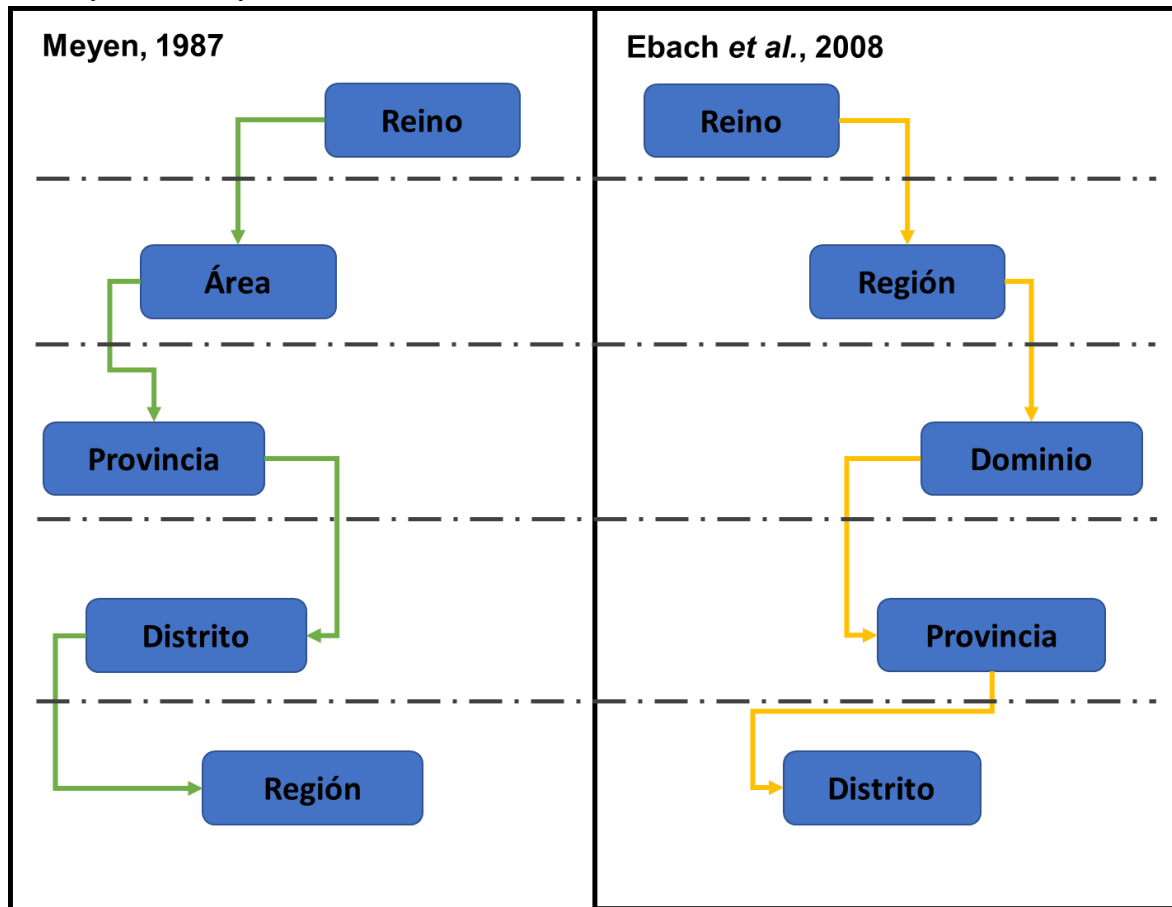 Meyen, 1987
Reino
Área
Provincia
Distrito
Región
Ebach et al., 2008
Reino
Región
Dominio
Provincia
Distrito